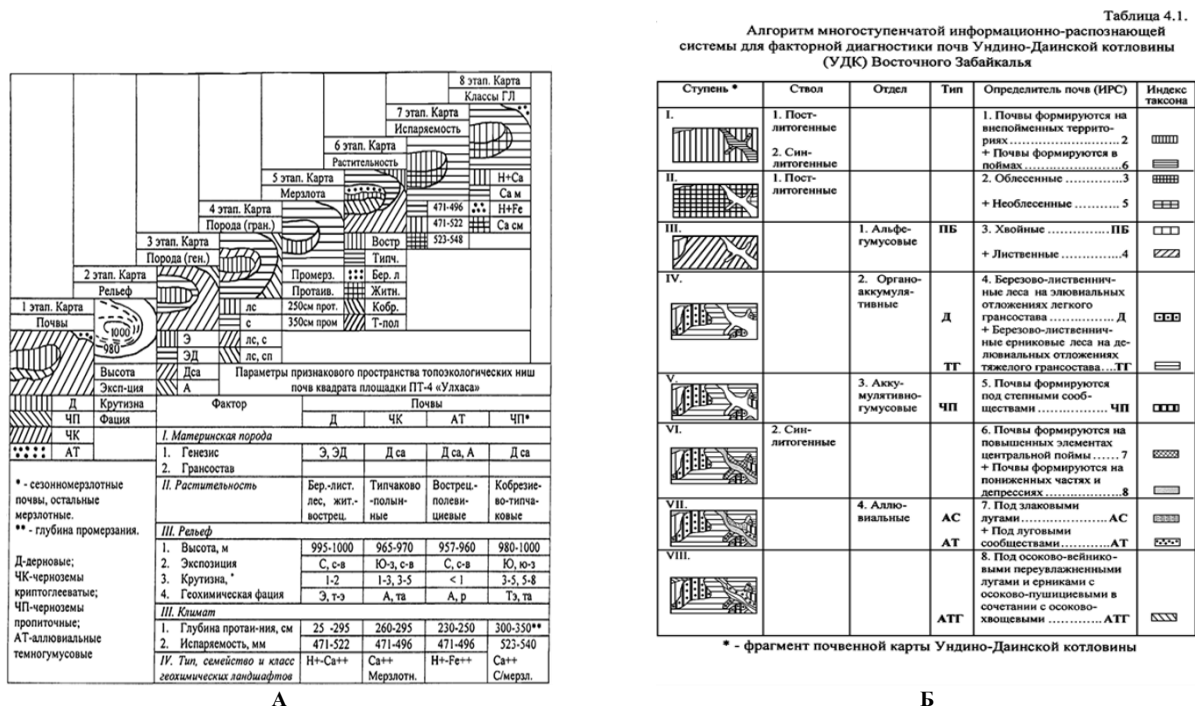 8 этап. Карта
Классы ГЛ
7 этап. Карта
Испаряемость
6 этап. Карта
Растительность
Н+Са
5 этап. Карта
Са м
Мерзлота
471-496
Н+Fe
4 этап. Карта
471-522
Са см
Порода (гран.)
Востр
523-548
3 этап. Карта
Типч.
Порода (ген.)
Промерз.
Бер. л
2 этап. Карта
Протаив.
Житн.
Рельеф
лс
250см прот.
Кобр.
1 этап. Карта
с
350см пром
Т-пол
Почвы
1000
Э
лс, с
980
ЭД
лс, сп
Высота
Дса
Параметры признакового пространства топоэкологических ниш
Эксп-ция
А
почв квадрата площадки ПТ-4 «Улхаса»
Д
Крутизна
Фактор
Почвы
ЧП
Фация
Д
ЧК
АТ
ЧП*
ЧК
АТ
I. Материнская порода
1. Генезис
Э, ЭД
Д са
Д са, А
Д са
2. Грансостав
II. Растительность
Бер.-лист. лес, жит.-вострец.
Типчаково-полынные
Вострец.-полевицевые
Кобрезиево-типчаковые
III. Рельеф
1. Высота, м
995-1000
965-970
957-960
980-1000
2. Экспозиция
С, с-в
Ю-з, с-в
С, с-в
Ю, ю-з
3. Крутизна, °
1-2
1-3, 3-5
< 1
3-5, 5-8
4. Геохимическая фация
Э, т-э
А, та
А, р
Тэ, та
III. Климат
1. Глубина протаи-ния, см
25 -295
260-295
230-250
300-350**
2. Испаряемость, мм
471-522
471-496
471-496
523-540
IV. Тип, семейство и класс геохимических ландшафтов
Н+-Са++
Са++ Мерзлотн.
Н+-Fe++
Са++ С/мерзл.
* - сезонномерзлотные
почвы, остальные
мерзлотные.
** - глубина промерзания.
Д-дерновые;
ЧК-черноземы
криптоглееватые;
ЧП-черноземы
пропиточные;
АТ-аллювиальные
темногумусовые
А
Таблица 4.1.
Алгоритм многоступенчатой информационно-распознающей
системы для факторной диагностики почв Ундино-Даинской котловины
(УДК) Восточного Забайкалья
Ступень *
Ствол
Отдел
Тип
Определитель почв (ИРС)
Индекс таксона
I.
1. Пост-
литогенные
2. Син-
литогенные
1. Почвы формируются на
внепойменных террито-
риях..........................2
+ Почвы формируются в
поймах.......................6
II.
1. Пост-
литогенные
2. Облесенные .............3
+ Необлесенные .......... 5
III.
1. Альфе-
гумусовые
ПБ
3. Хвойные................ПБ
+ Лиственные ..............4
IV.
2. Органо-
аккумуля-
тивные
Д
ТГ
4. Березово-лиственнич-
ные леса на элювиальных
отложениях легкого
грансостава ................ Д
+ Березово-лиственнич-
ные ерниковые леса на де-
лювиальных отложениях
тяжелого грансостава....ТГ
V.
3. Акку-
мулятивно-
гумусовые
ЧП
5. Почвы формируются
под степными сооб-
ществами ................. ЧП
VI.
2. Син-
литогенные
6. Почвы формируются на
повышенных элементах
центральной поймы ...... 7
+ Почвы формируются на
пониженных частях и
депрессиях..................8
VII.
4. Аллю-
виальные
АС
АТ
7. Под злаковыми
лугами.....................АС
+ Под луговыми
сообществами............АТ
VIII.
АТГ
8. Под осоково-вейнико-
выми переувлажненными
лугами и ерниками с
осоково-пушициевыми в
сочетании с осоково-
хвощевыми ............. АТГ
* - фрагмент почвенной карты Ундино-Даинской котловины
Б